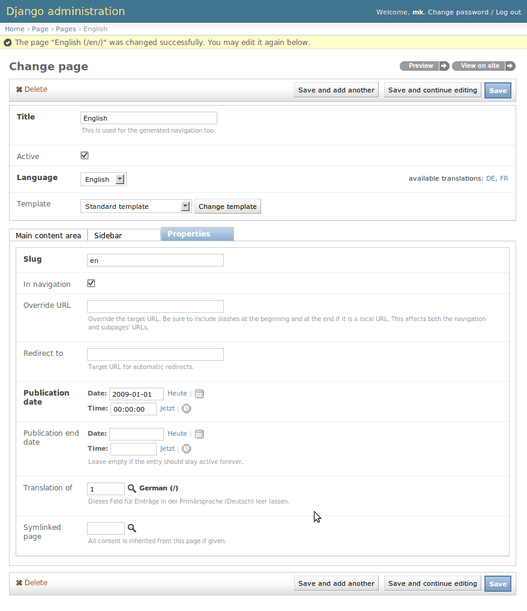 Django administration
Welcome, mk. Change password / Log out
Home › Page › Pages › English
The page "English (/en/)" was changed successfully. You may edit it again below.
Change page
Preview
View on site
Delete
Save and add another
Save and continue editing
Save
Title
English
This is used for the generated navigation too.
Active
Language
English
available translations: DE, FR
Template
Standard template
Change template
Main content area
Sidebar
Properties
Slug
en
In navigation
Override URL
Override the target URL. Be sure to include slashes at the beginning and at the end if it is a local URL. This affects both the navigation
and subpages' URLs.
Redirect to
Target URL for automatic redirects.
Publication
date
Date: 2009-01-01 Heute |
Time: 00:00:00 Jetzt |
Publication end
date
Date: Heute |
Time: Jetzt |
Leave empty if the entry should stay active forever.
Translation of
1
German (/)
Dieses Feld für Einträge in der Primärsprache (Deutsch) leer lassen.
Symlinked
page
All content is inherited from this page if given.
Delete
Save and add another
Save and continue editing
Save